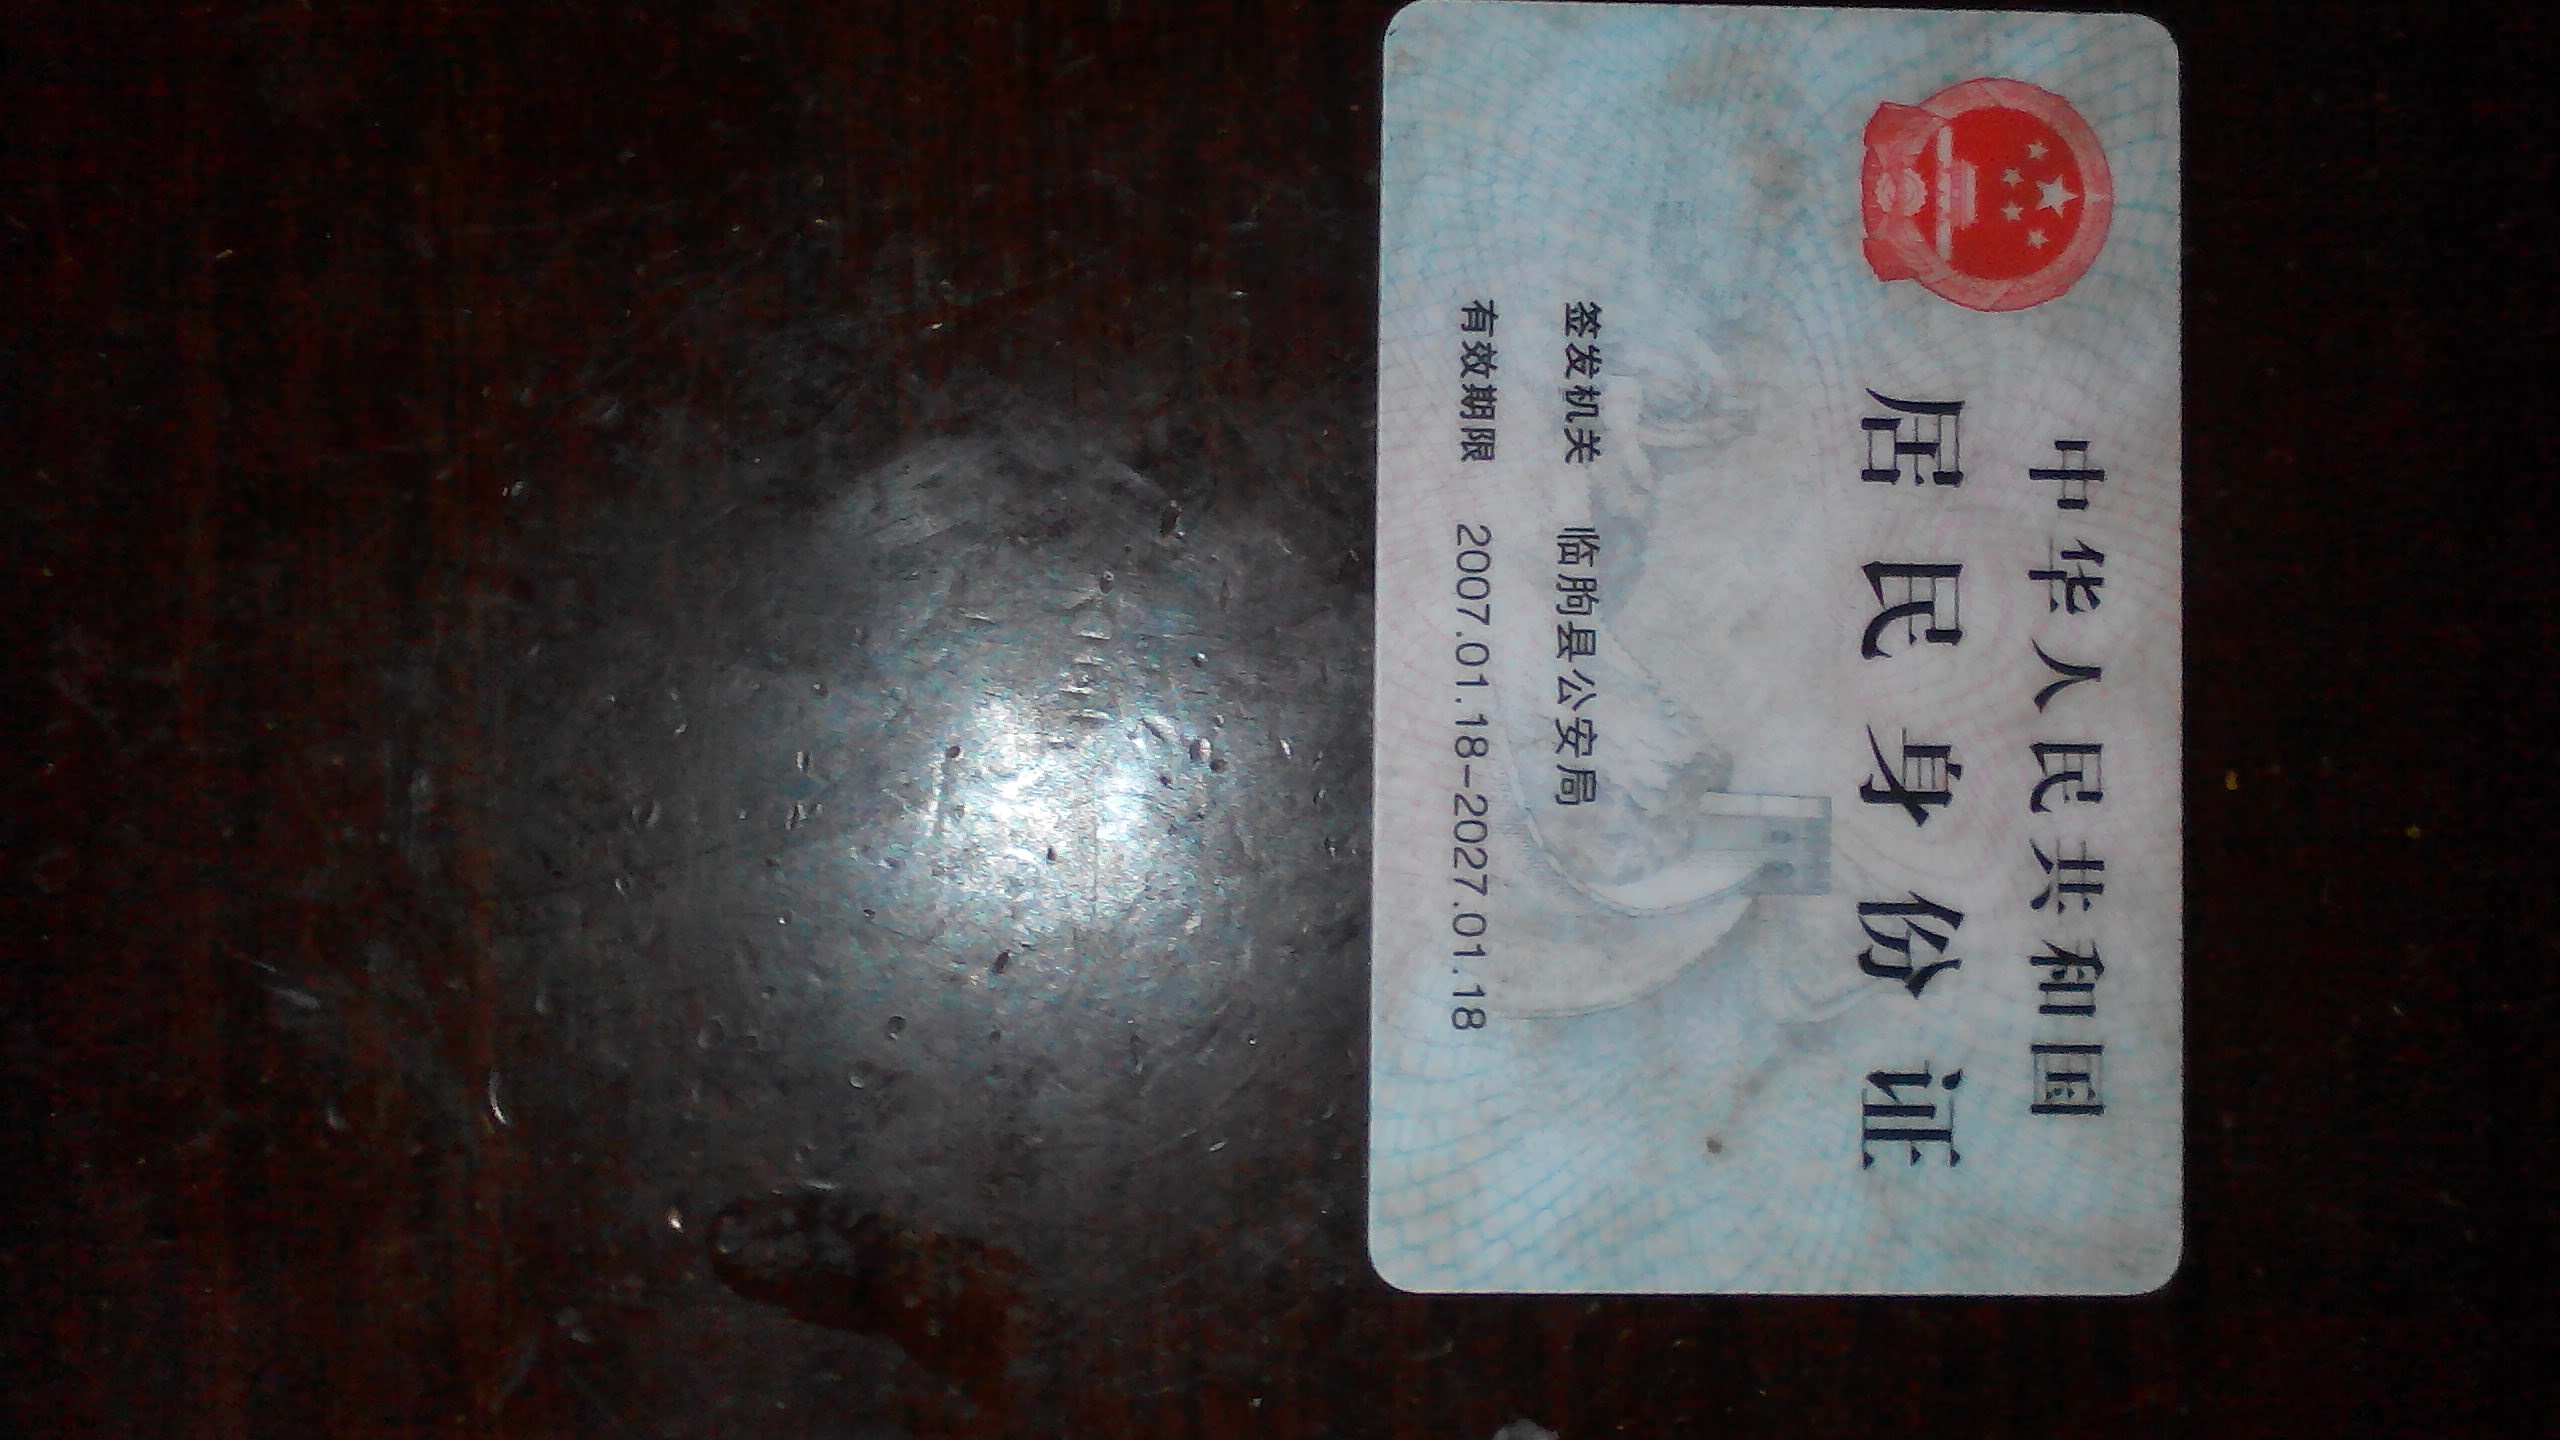 中华人民共和国
居民身份证
签发机关 临朐县公安局
有效期限 2007.01.18-2027.01.18